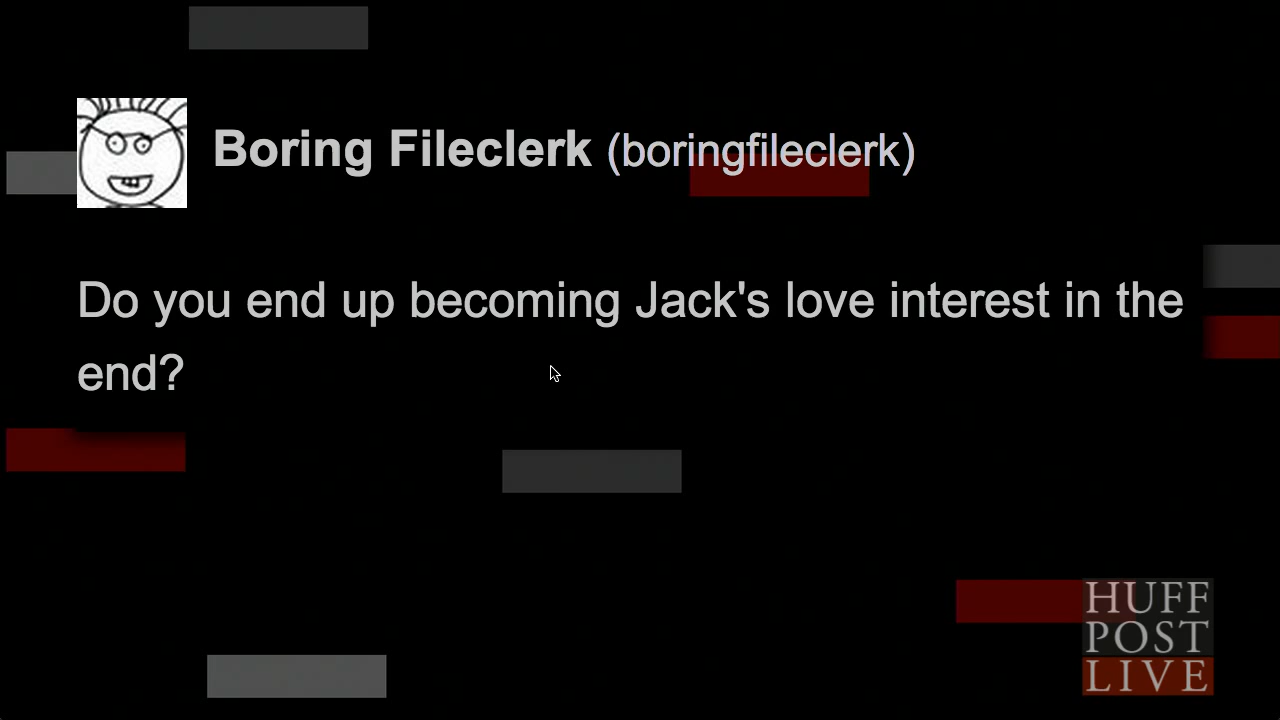 Boring Fileclerk (boringfileclerk)
Do you end up becoming Jack's love interest in the
end?
HUFF
POST
LIVE